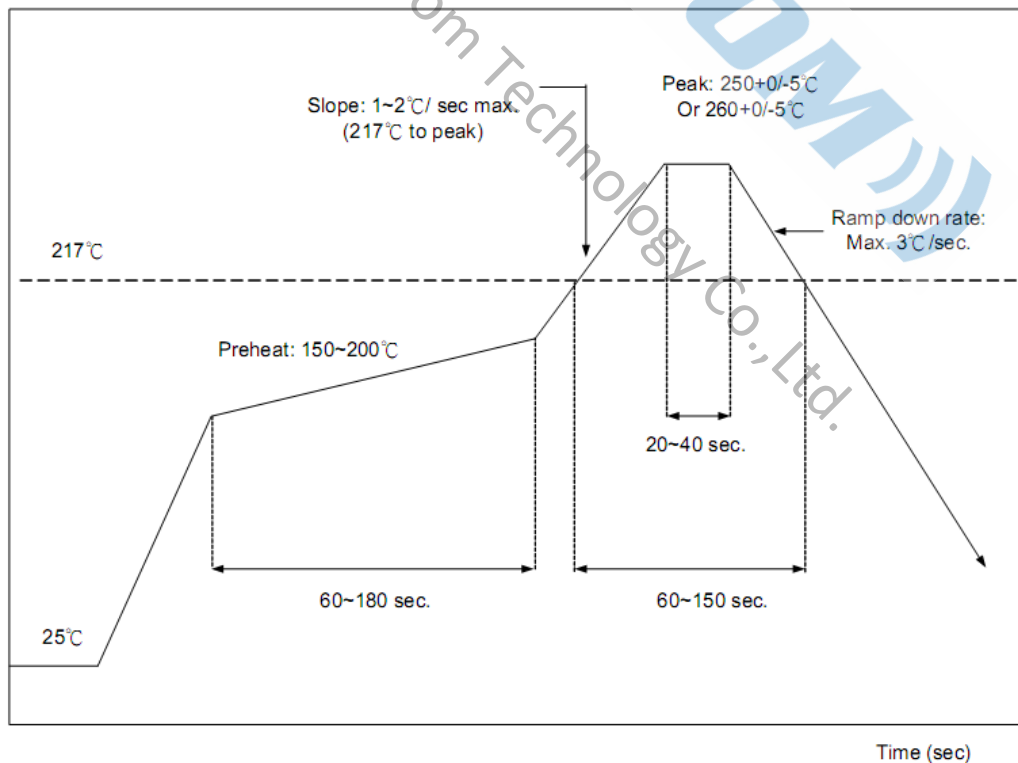 Slope: 1~2℃/ sec max.
(217℃ to peak)
Peak: 250+0/-5℃
Or 260+0/-5℃
Ramp down rate:
Max. 3℃/sec.
217℃
Preheat: 150~200℃
20~40 sec.
60~180 sec.
60~150 sec.
25℃
Time (sec)
om Technology Co., Ltd.
OM